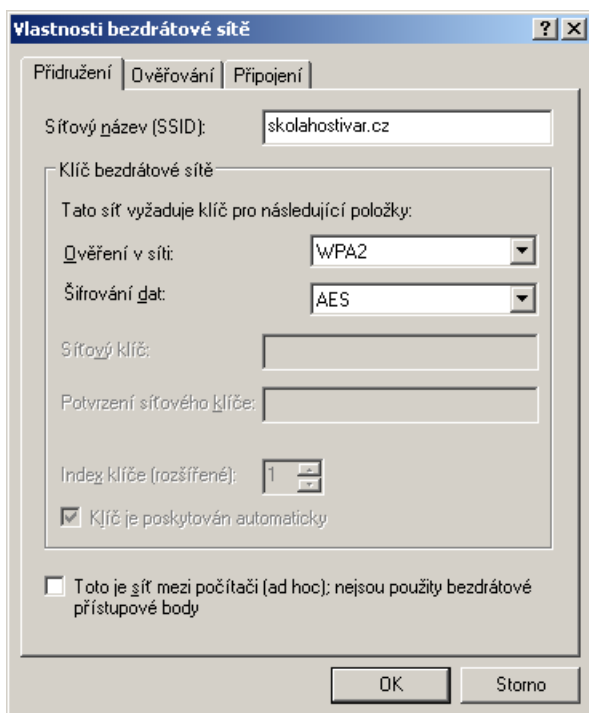 Vlastnosti bezdrátové sítě
Přidružení Ověřování Připojení
Síťový název (SSID): skolahostivar.cz
Klíč bezdrátové sítě
Tato síť vyžaduje klíč pro následující položky:
Ověření v síti: WPA2
Šifrování dat: AES
Síťový klíč:
Potvrzení síťového klíče:
Index klíče (rozšířené): 1
Klíč je poskytován automaticky
Toto je síť mezi počítači (ad hoc); nejsou použity bezdrátové
přístupové body
OK Storno